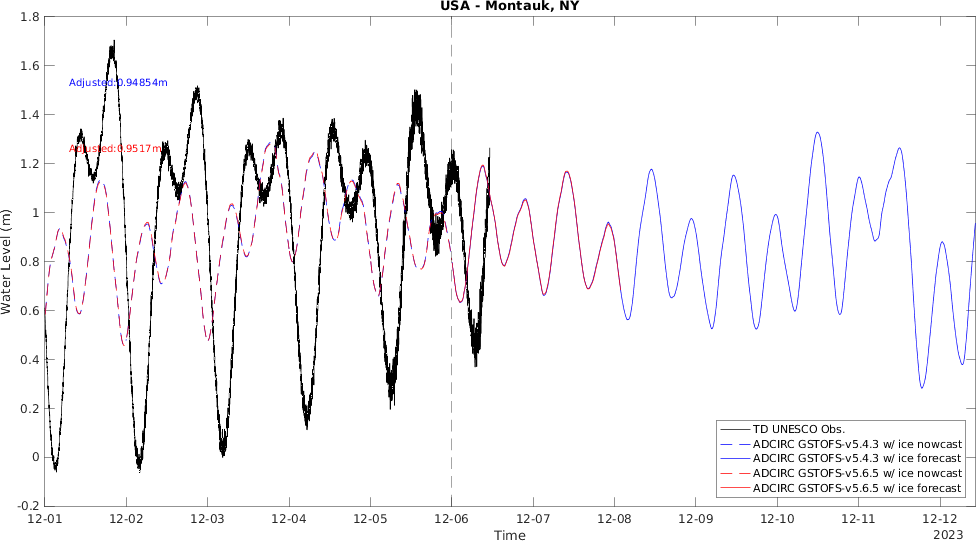 USA - Montauk, NY
1.8
1.6
1.4
1.2
1
0.8
0.6
0.4
0.2
0
-0.2
Water Level (m)
Adjusted:0.94854m
Adjusted:0.9517m
TD UNESCO Obs.
ADCIRC GSTOFS-v5.4.3 w/ ice nowcast
ADCIRC GSTOFS-v5.4.3 w/ ice forecast
ADCIRC GSTOFS-v5.6.5 w/ ice nowcast
ADCIRC GSTOFS-v5.6.5 w/ ice forecast
12-01 12-02 12-03 12-04 12-05 12-06 12-07 12-08 12-09 12-10 12-11 12-12
2023
Time